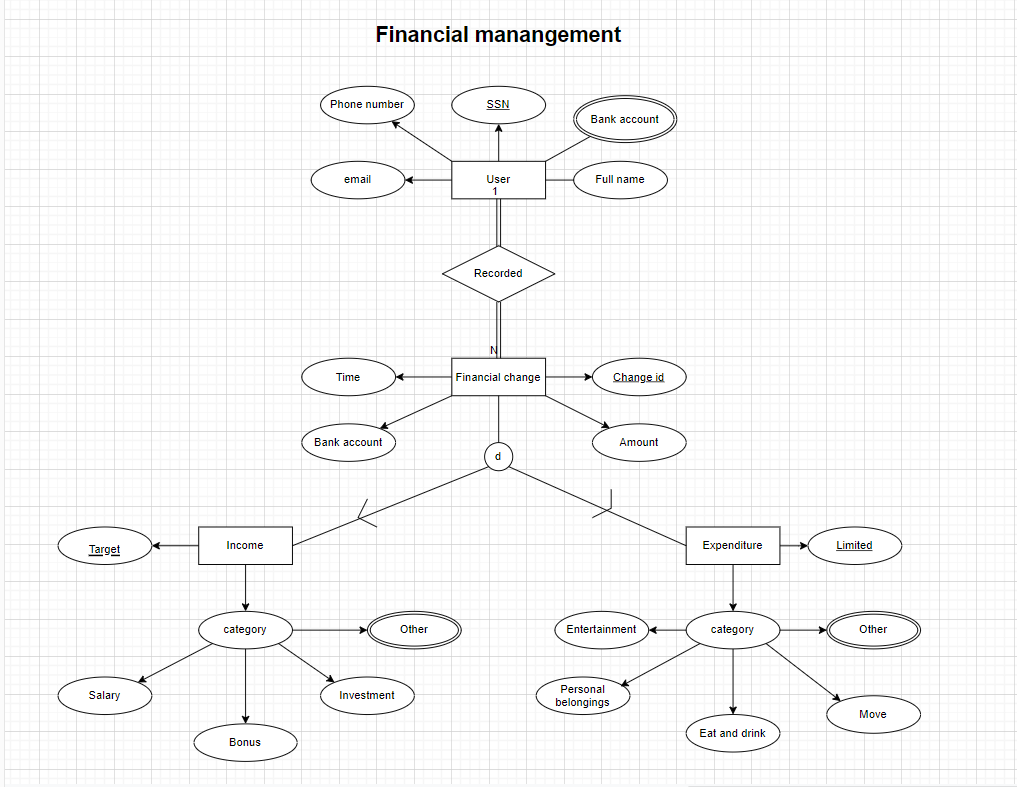 Financial manangement
Phone number
SSN
Bank account
email
User
1
Full name
Recorded
N
Time
Financial change
Change id
Bank account
Amount
d
Target
Income
Expenditure
Limited
category
Other
Entertainment
category
Other
Salary
Investment
Personal
belongings
Move
Bonus
Eat and drink